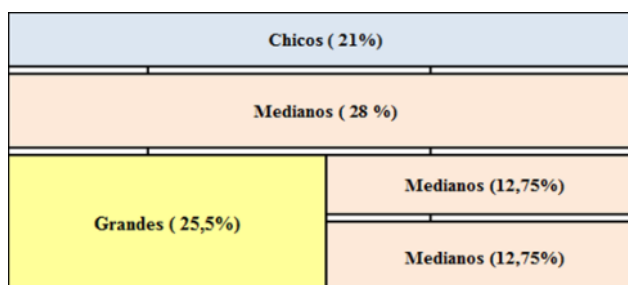 Chicos ( 21%)
Medianos ( 28 %)
Medianos (12,75%)
Grandes ( 25,5%)
Medianos (12,75%)